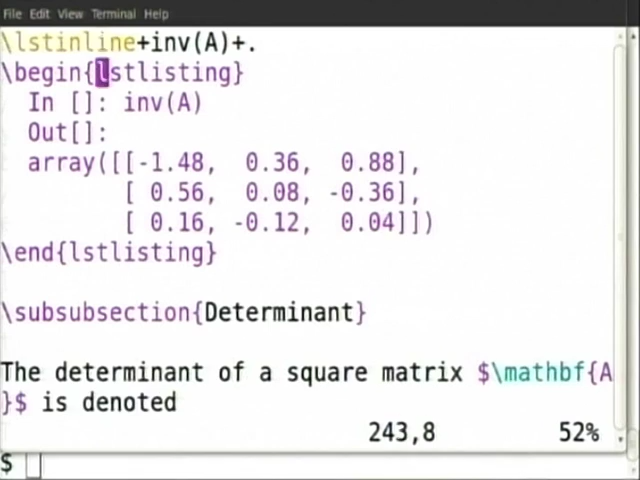 File Edit View Terminal Help
\lstinline+inv(A)+.
\begin{lstlisting}
  In []: inv(A)
  Out[]:
  array([[-1.48,  0.36,  0.88],
         [ 0.56,  0.08, -0.36],
         [ 0.16, -0.12,  0.04]])
\end{lstlisting}
\subsubsection{Determinant}
The determinant of a square matrix $\mathbf{A
}$ is denoted
243,8 52%
$